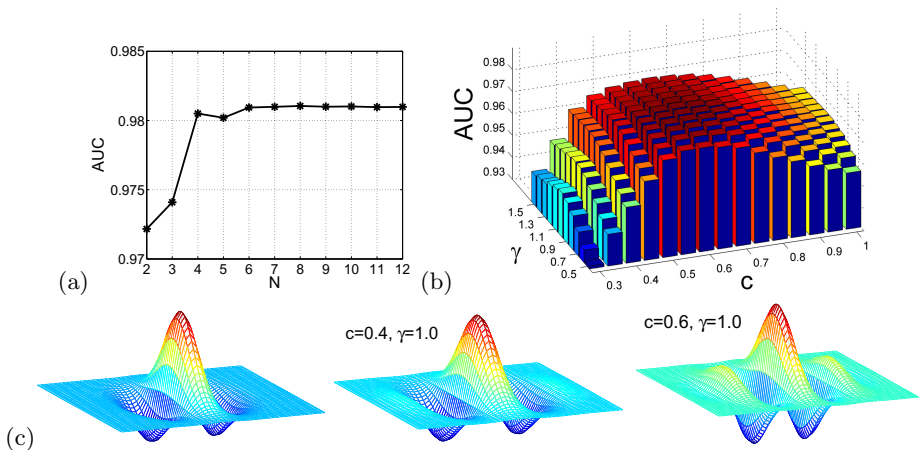 0.985
0.98
0.975
0.97
AUC
2 3 4 5 6 7 8 9 10 11 12
N
(a)
0.98
0.97
0.96
0.95
0.94
0.93
AUC
1.5
1.3
1.1
0.9
0.7
0.5
γ
0.3 0.4 0.5 0.6 0.7 0.8 0.9 1
c
(b)
c=0.4, γ=1.0
c=0.6, γ=1.0
(c)